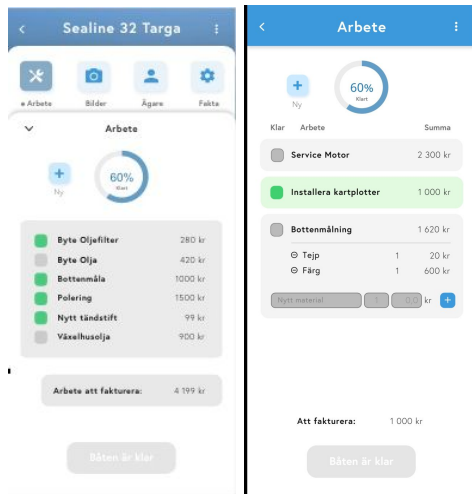 Sealine 32 Targa
e Arbete Bilder Ägare Fakta
Arbete
60%
Klart
Ny
Byte Oljefilter 280 kr
Byte Olja 420 kr
Bottenmåla 1000 kr
Polering 1500 kr
Nytt tändstift 99 kr
Växelhusolja 900 kr
Arbete att fakturera: 4 199 kr
Båten är klar
Arbete
60%
Klart
Ny
Klar Arbete Summa
Service Motor 2 300 kr
Installera kartplotter 1 000 kr
Bottenmålning 1 620 kr
Tejp 1 20 kr
Färg 1 600 kr
Nytt material 1 0,0 kr
Att fakturera: 1 000 kr
Båten är klar